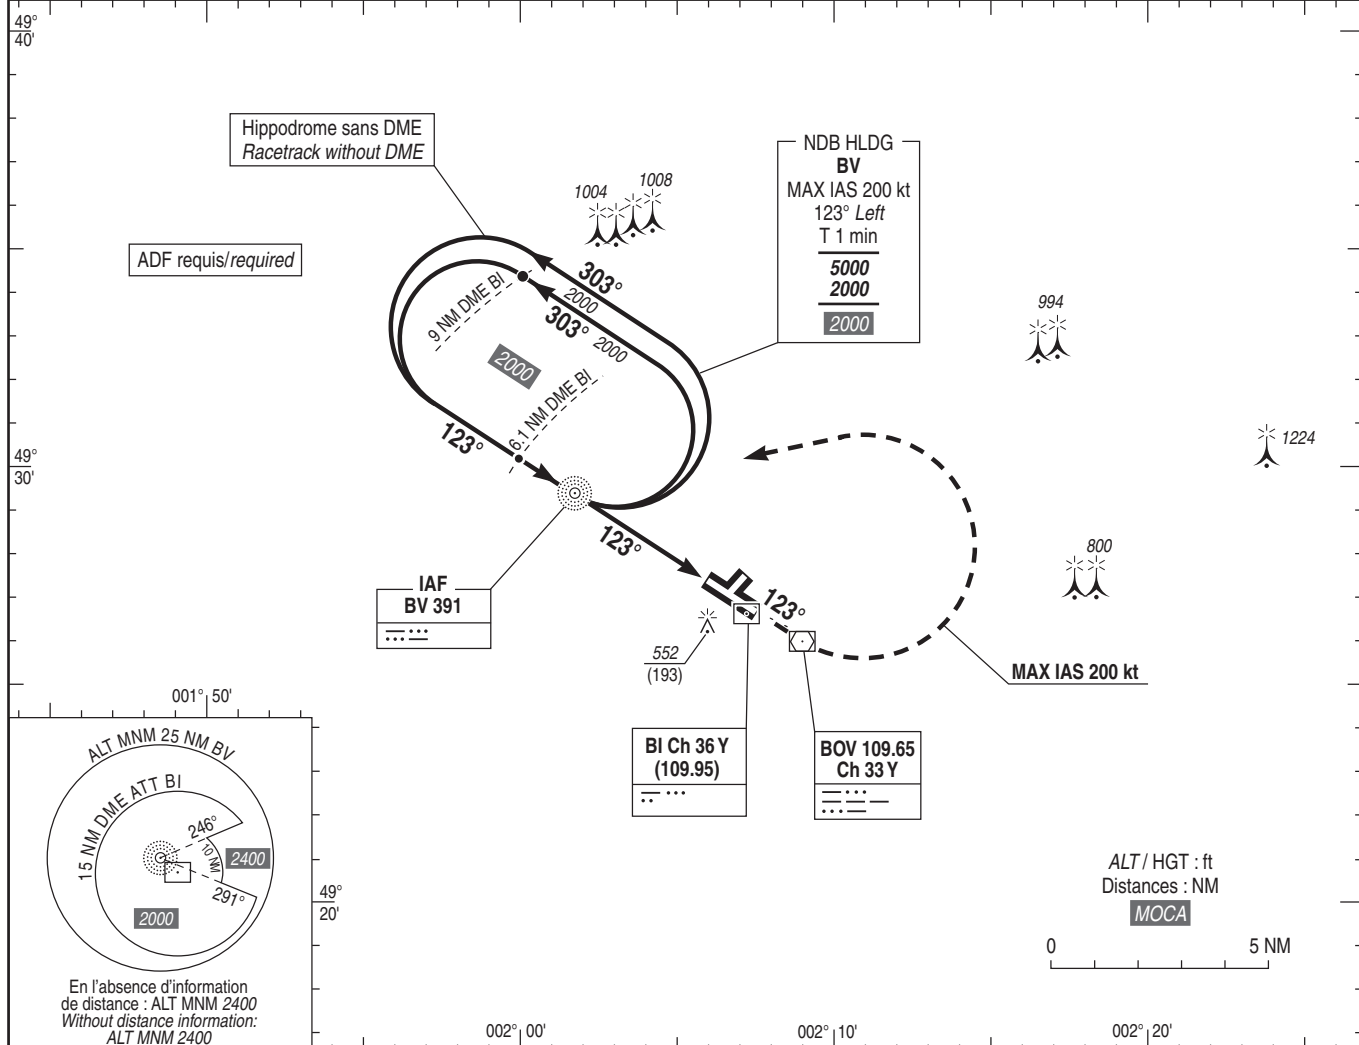 49°
40'
Hippodrome sans DME
Racetrack without DME
ADF requis/required
1004
1008
NDB HLDG
BV
MAX IAS 200 kt
123° Left
T 1 min
5000
2000
2000
303°
2000
303°
2000
9 NM DME BI
2000
6.1 NM DME BI
123°
994
1224
49°
30'
123°
800
IAF
BV 391
123°
552
(193)
MAX IAS 200 kt
BI Ch 36 Y
(109.95)
BOV 109.65
Ch 33 Y
001° 50'
ALT MNM 25 NM BV
15 NM DME ATT BI
246°
10 NM
2400
291°
2000
49°
20'
En l'absence d'information
de distance : ALT MNM 2400
Without distance information:
ALT MNM 2400
ALT / HGT : ft
Distances : NM
MOCA
0
5 NM
002° 00'
002° 10'
002° 20'